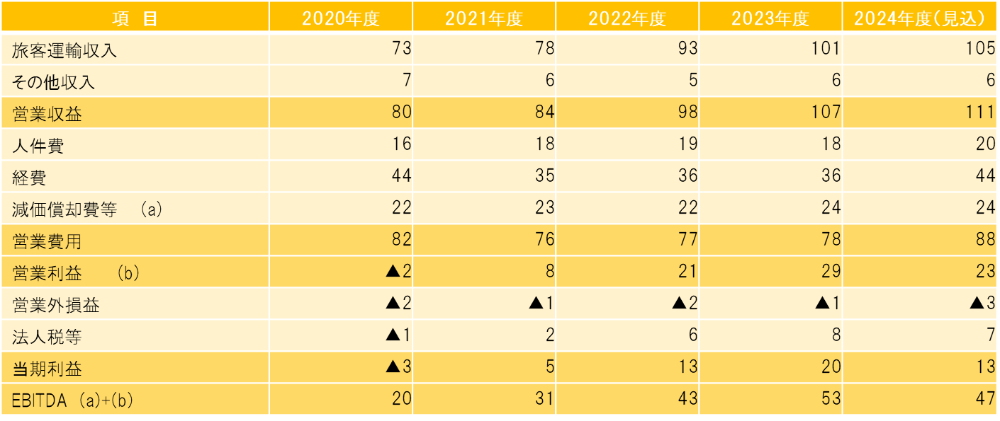 項 目 2020年度 2021年度 2022年度 2023年度 2024年度(見込)
旅客運輸収入 73 78 93 101 105
その他収入 7 6 5 6 6
営業収益 80 84 98 107 111
人件費 16 18 19 18 20
経費 44 35 36 36 44
減価償却費等 (a) 22 23 22 24 24
営業費用 82 76 77 78 88
営業利益 (b) ▲2 8 21 29 23
営業外損益 ▲2 ▲1 ▲2 ▲1 ▲3
法人税等 ▲1 2 6 8 7
当期利益 ▲3 5 13 20 13
EBITDA (a)+(b) 20 31 43 53 47